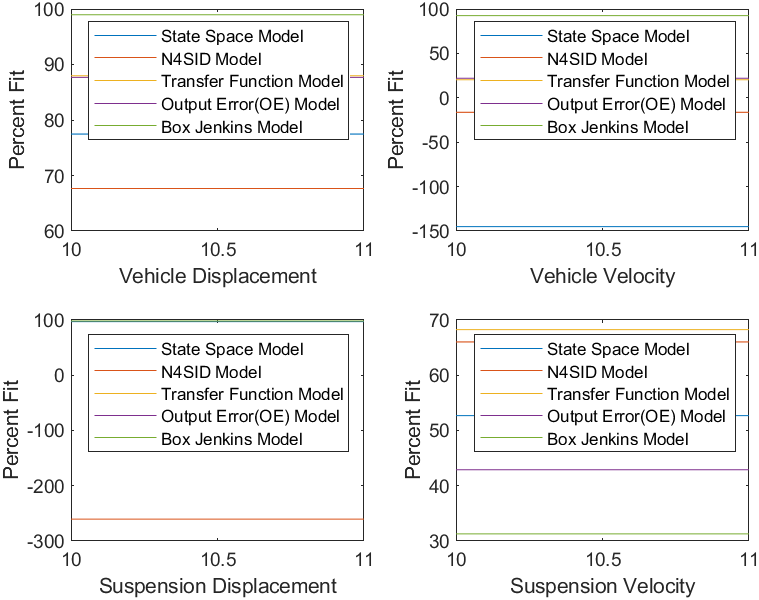 100
90
80
70
60
Percent Fit
State Space Model
N4SID Model
Transfer Function Model
Output Error(OE) Model
Box Jenkins Model
10
10.5
11
Vehicle Displacement
100
50
0
-50
-100
-150
Percent Fit
State Space Model
N4SID Model
Transfer Function Model
Output Error(OE) Model
Box Jenkins Model
10
10.5
11
Vehicle Velocity
100
0
-100
-200
-300
Percent Fit
State Space Model
N4SID Model
Transfer Function Model
Output Error(OE) Model
Box Jenkins Model
10
10.5
11
Suspension Displacement
70
60
50
40
30
Percent Fit
State Space Model
N4SID Model
Transfer Function Model
Output Error(OE) Model
Box Jenkins Model
10
10.5
11
Suspension Velocity